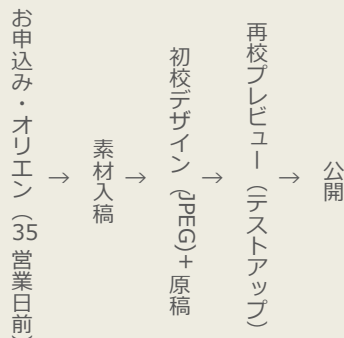 お申込み・オリエン（35営業日前）
→
素材入稿
→
初校デザイン（JPEG)＋原稿
→
再校プレビュー（テストアップ）
→
公開